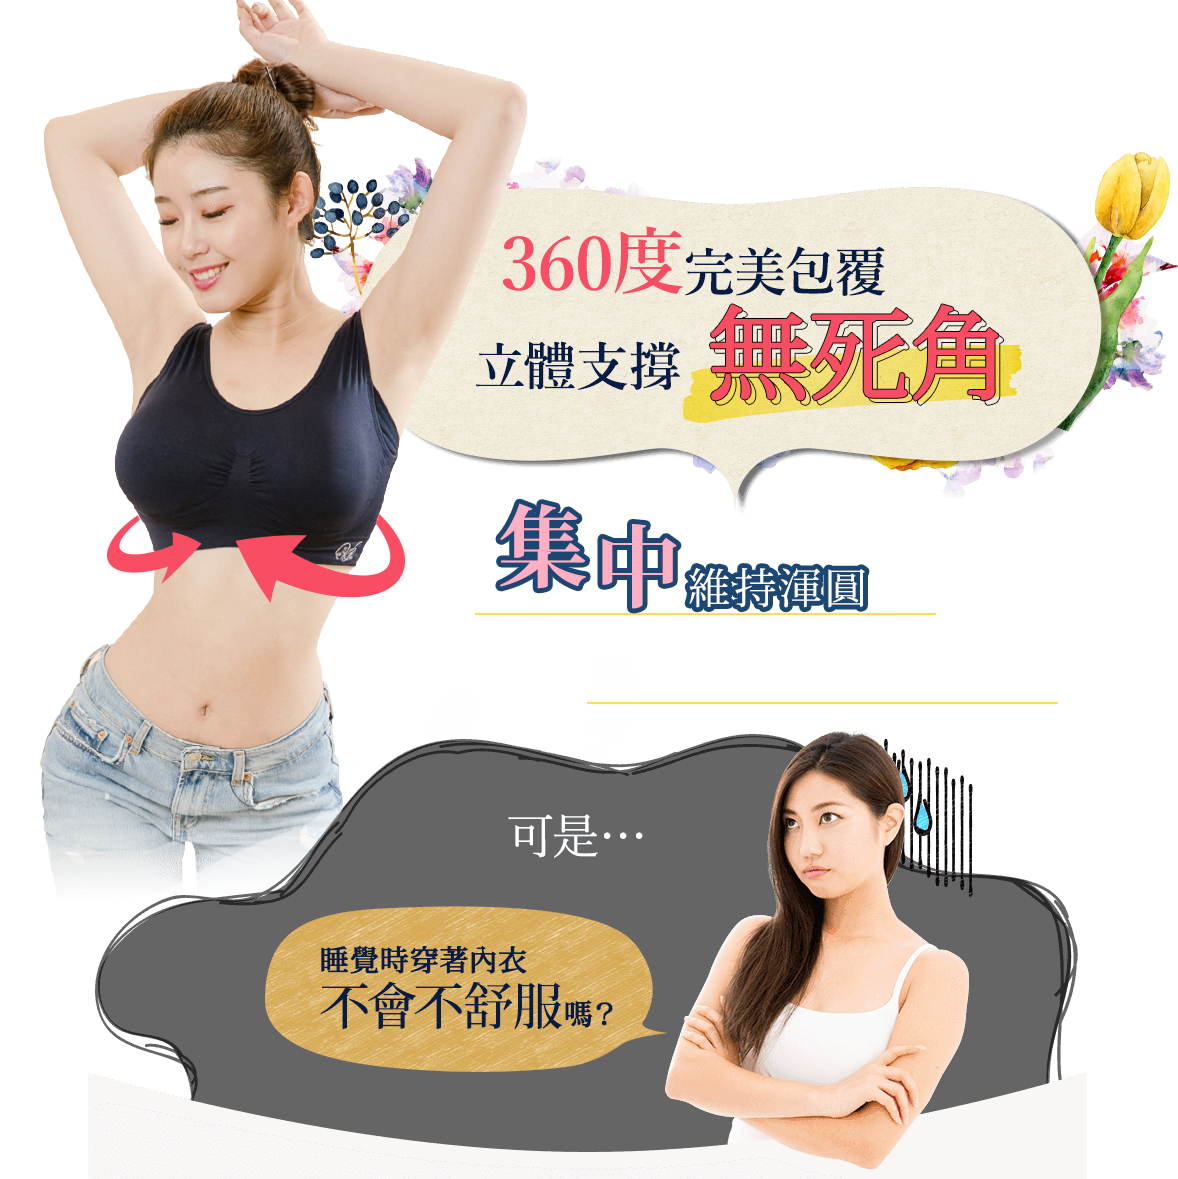 360度完美包覆
立體支撐 無死角
集中維持渾圓
可是…
睡覺時穿著內衣
不會不舒服嗎？